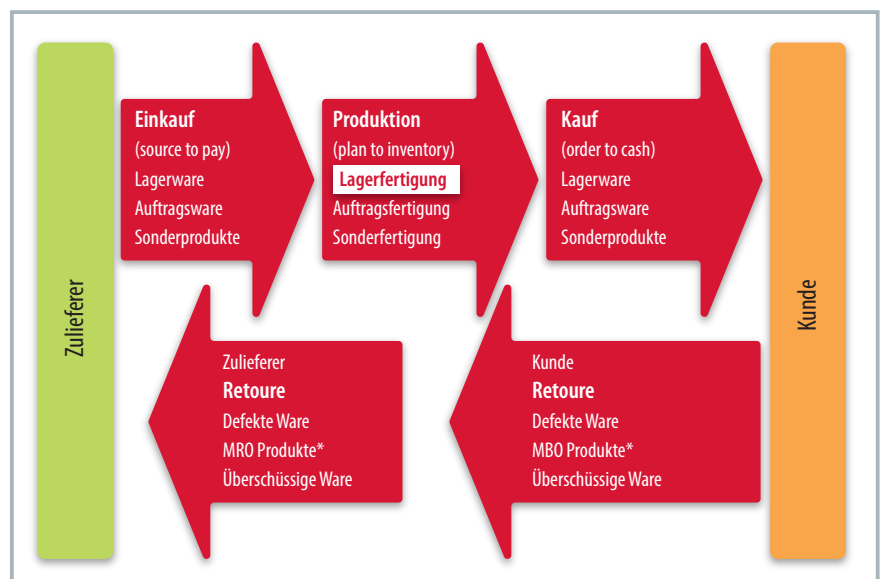 Zulieferer
Einkauf
(source to pay)
Lagerware
Auftragsware
Sonderprodukte
Produktion
(plan to inventory)
Lagerfertigung
Auftragsfertigung
Sonderfertigung
Kauf
(order to cash)
Lagerware
Auftragsware
Sonderprodukte
Kunde
Zulieferer
Retoure
Defekte Ware
MRO Produkte*
Überschüssige Ware
Kunde
Retoure
Defekte Ware
MBO Produkte*
Überschüssige Ware